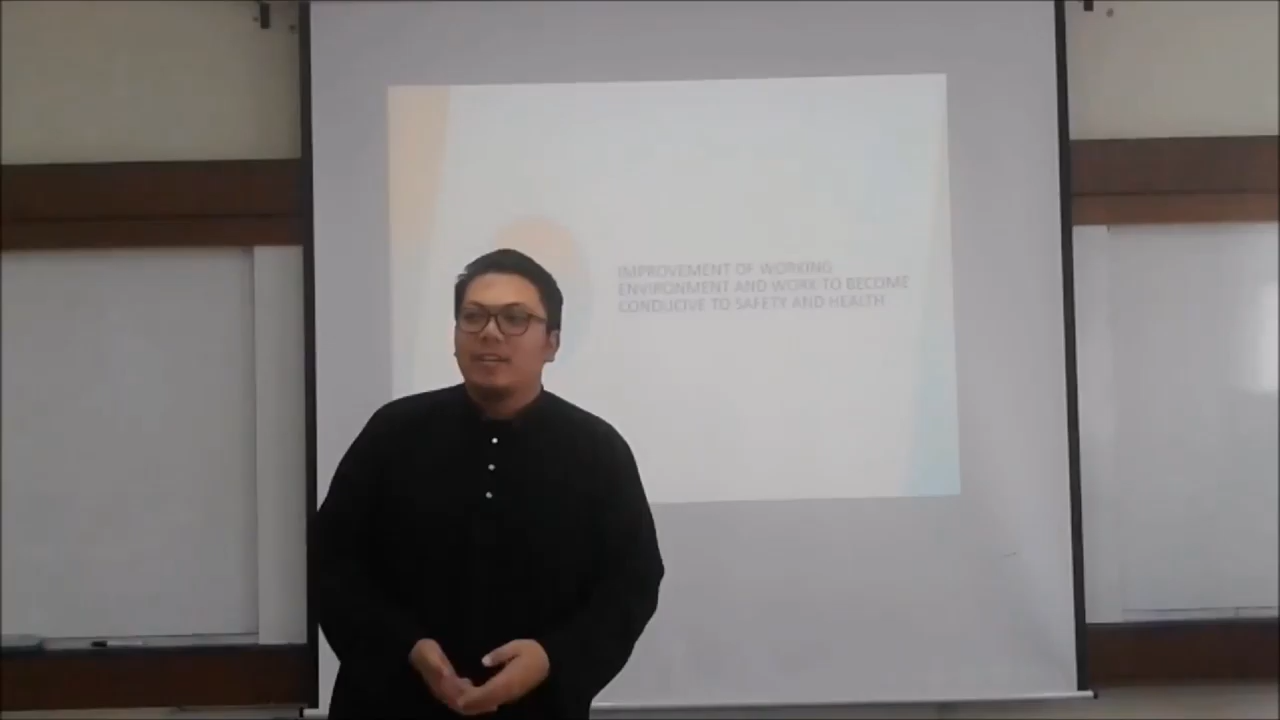 IMPROVEMENT OF WORKING
ENVIRONMENT AND WORK TO BECOME
CONDUCIVE TO SAFETY AND HEALTH